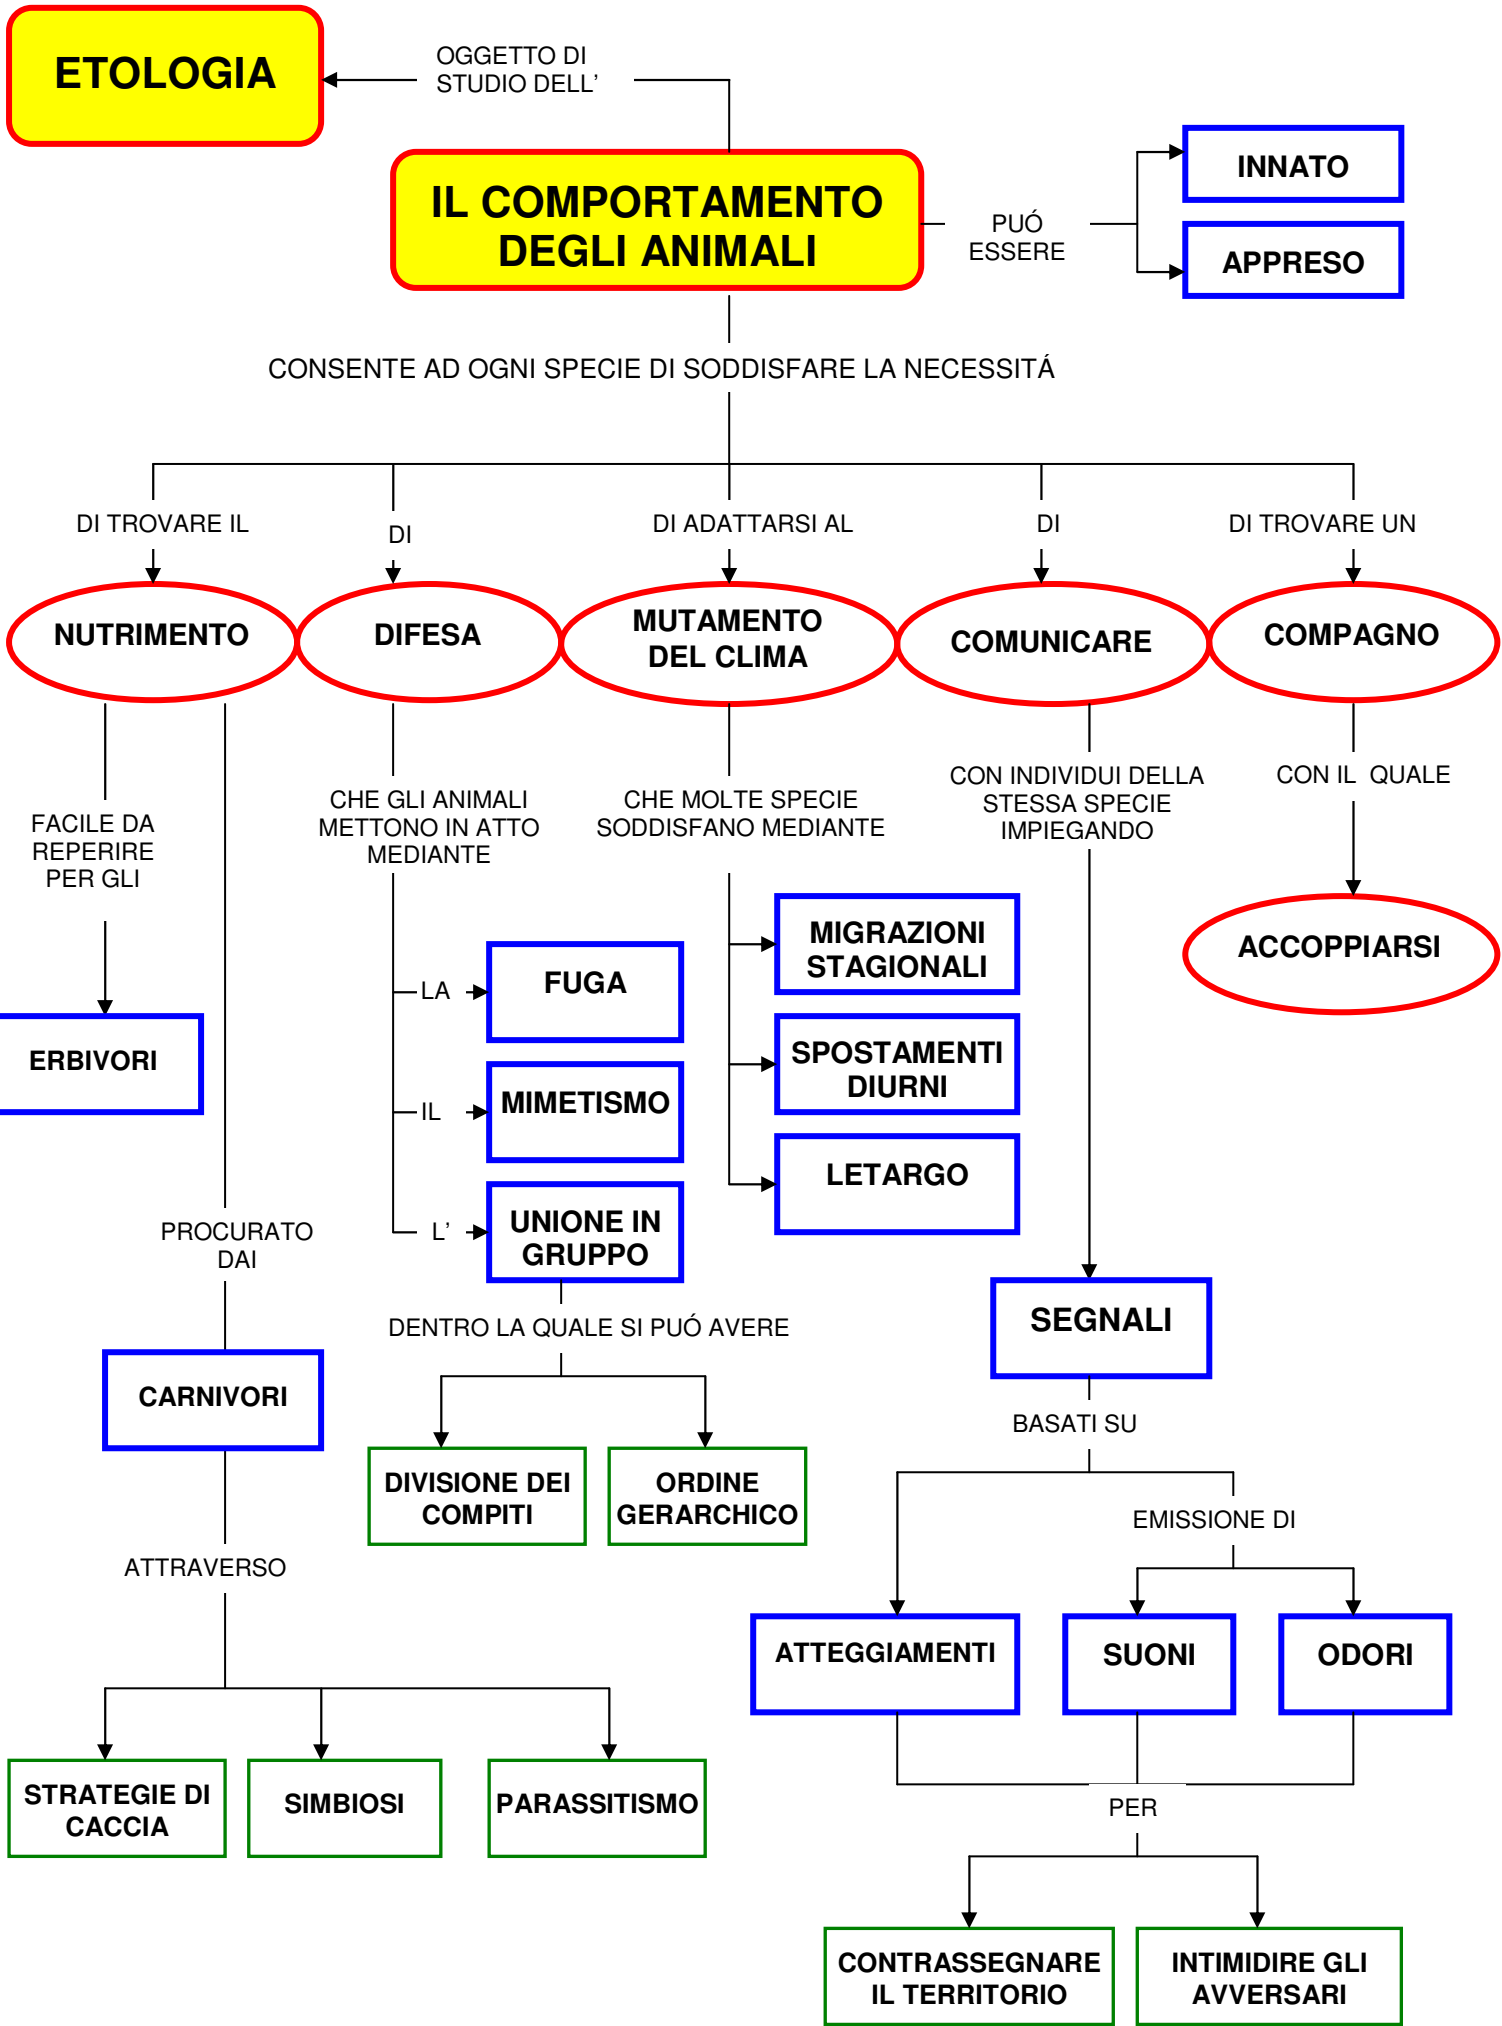 ETOLOGIA
OGGETTO DI
STUDIO DELL’
IL COMPORTAMENTO
DEGLI ANIMALI
PUÓ
ESSERE
INNATO
APPRESO
CONSENTE AD OGNI SPECIE DI SODDISFARE LA NECESSITÁ
DI TROVARE IL
DI
DI ADATTARSI AL
DI
DI TROVARE UN
NUTRIMENTO
DIFESA
MUTAMENTO
DEL CLIMA
COMUNICARE
COMPAGNO
FACILE DA
REPERIRE
PER GLI
CHE GLI ANIMALI
METTONO IN ATTO
MEDIANTE
CHE MOLTE SPECIE
SODDISFANO MEDIANTE
CON INDIVIDUI DELLA
STESSA SPECIE
IMPIEGANDO
CON IL  QUALE
ACCOPPIARSI
ERBIVORI
LA
FUGA
IL
MIMETISMO
L’
UNIONE IN
GRUPPO
MIGRAZIONI
STAGIONALI
SPOSTAMENTI
DIURNI
LETARGO
PROCURATO
DAI
CARNIVORI
DENTRO LA QUALE SI PUÓ AVERE
DIVISIONE DEI
COMPITI
ORDINE
GERARCHICO
SEGNALI
BASATI SU
EMISSIONE DI
ATTEGGIAMENTI
SUONI
ODORI
ATTRAVERSO
STRATEGIE DI
CACCIA
SIMBIOSI
PARASSITISMO
PER
CONTRASSEGNARE
IL TERRITORIO
INTIMIDIRE GLI
AVVERSARI